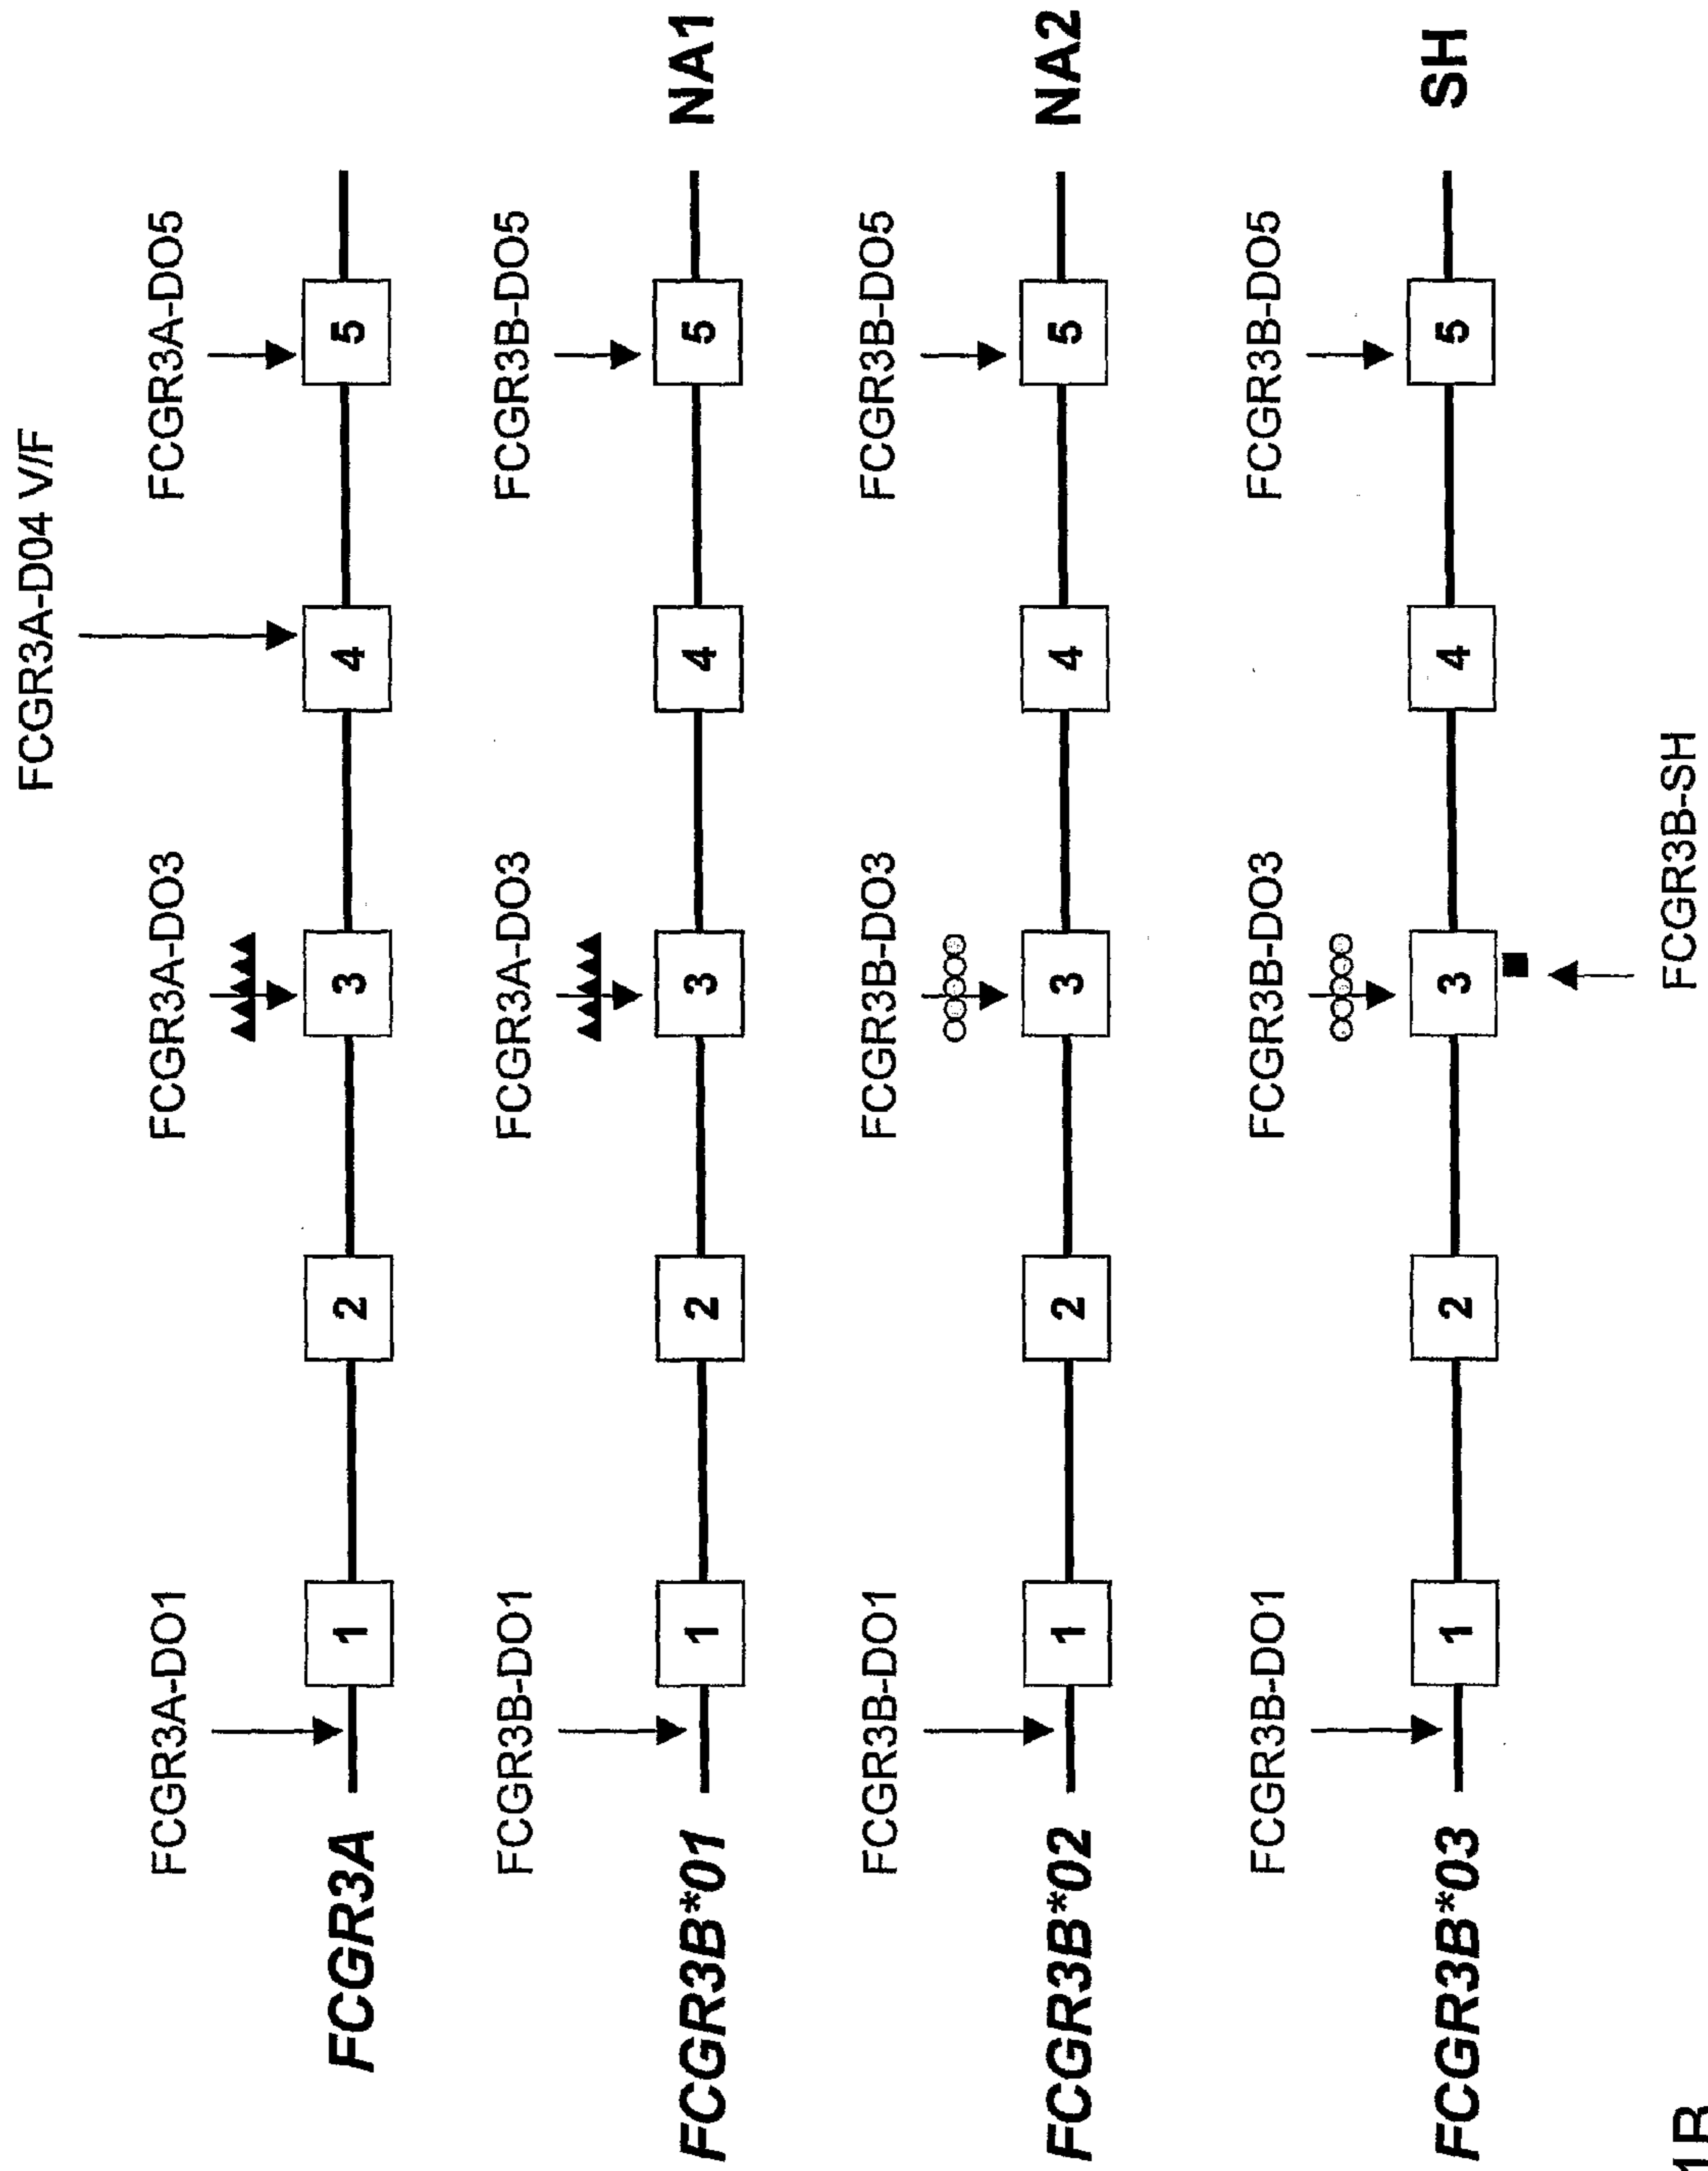 FCGR3A-D04 V/F
FCGR3A-DO1 FCGR3A-DO3 FCGR3A-DO5
FCGR3A 1 2 3 4 5
FCGR3B-DO1 FCGR3A-DO3 FCGR3B-DO5
FCGR3B*01 1 2 3 4 5 NA1
FCGR3B-DO1 FCGR3B-DO3 FCGR3B-DO5
FCGR3B*02 1 2 3 4 5 NA2
FCGR3B-DO1 FCGR3B-DO3 FCGR3B-DO5
FCGR3B*03 1 2 3 4 5 SH
FCGR3B-SH
1B